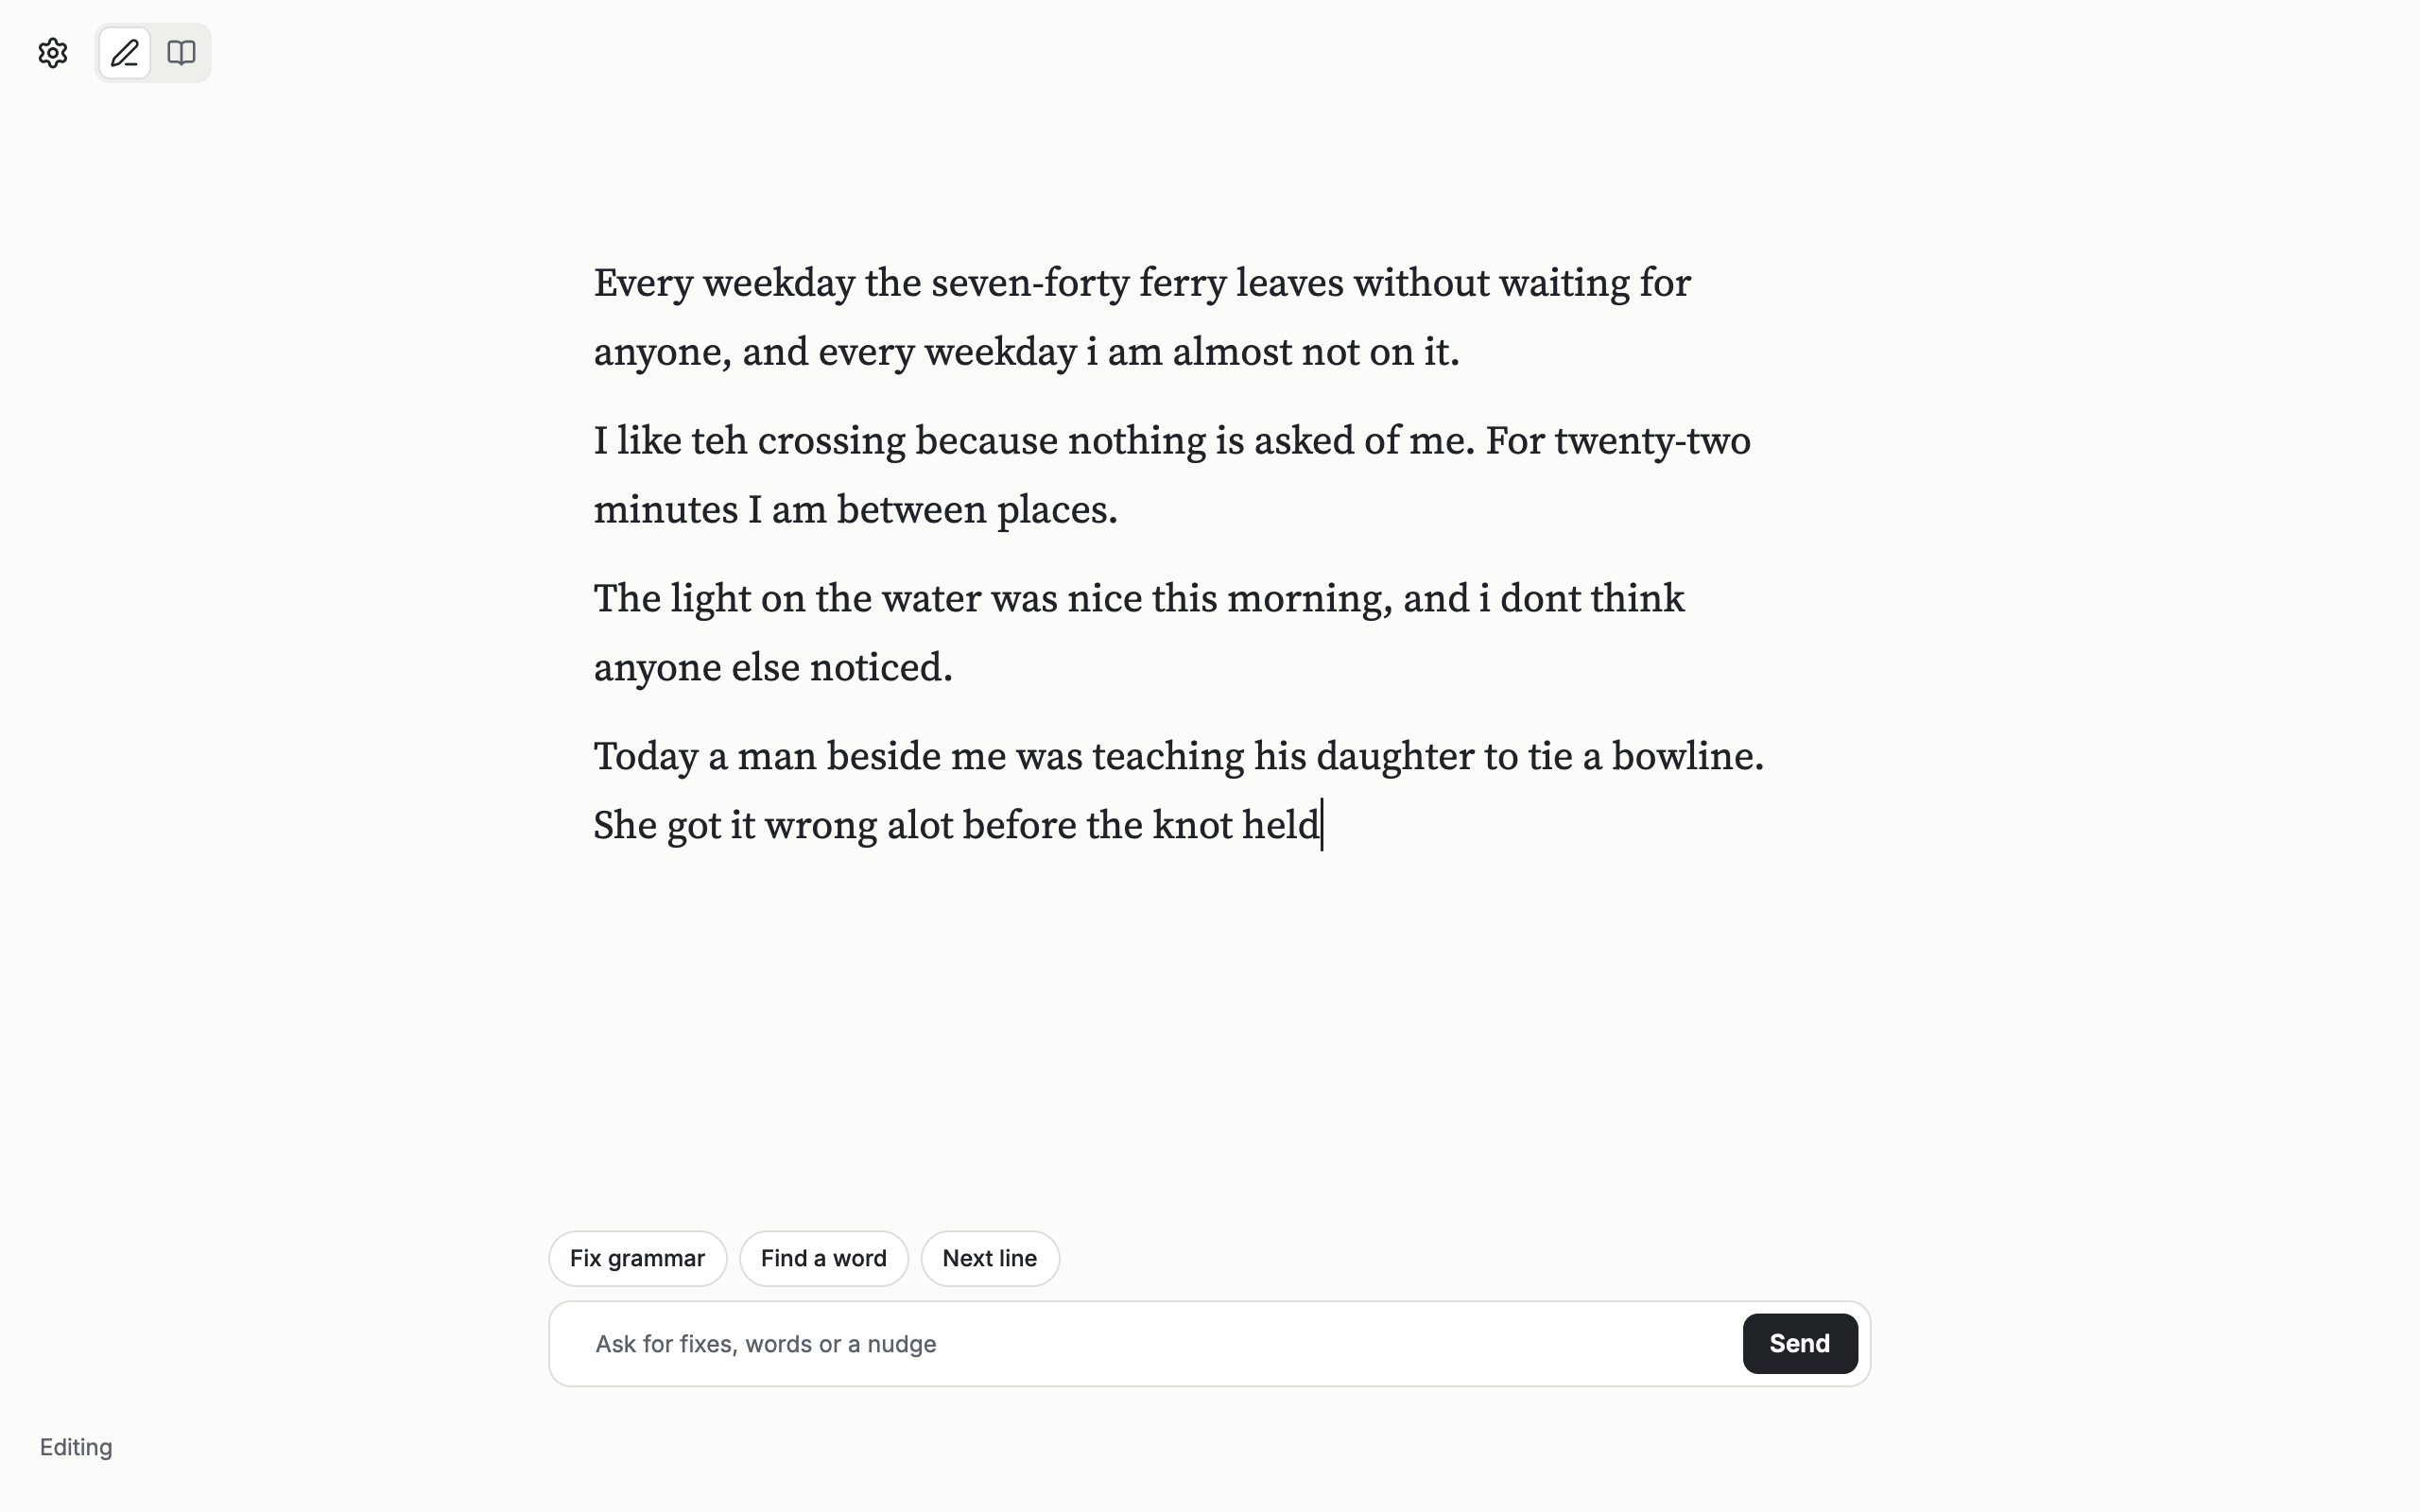 Every weekday the seven-forty ferry leaves without waiting for
anyone, and every weekday i am almost not on it.
I like teh crossing because nothing is asked of me. For twenty-two
minutes I am between places.
The light on the water was nice this morning, and i dont think
anyone else noticed.
Today a man beside me was teaching his daughter to tie a bowline.
She got it wrong alot before the knot held
Fix grammar
Find a word
Next line
Ask for fixes, words or a nudge
Send
Editing